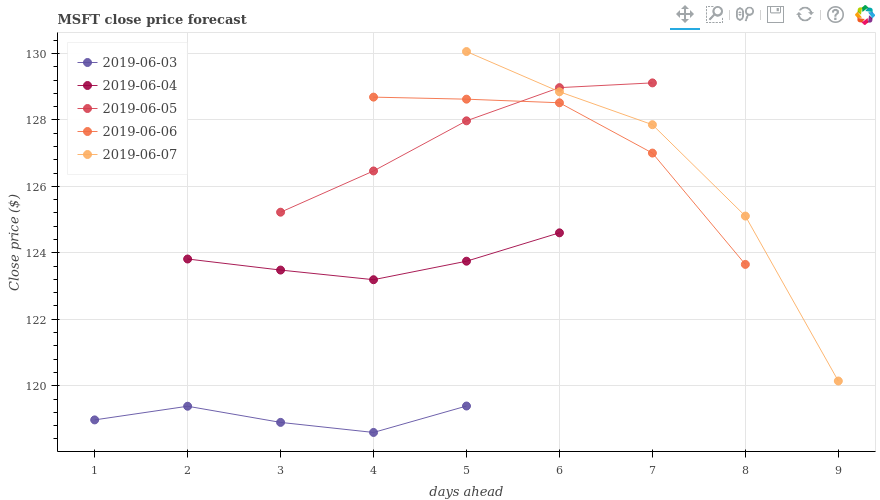 MSFT close price forecast
2019-06-03
2019-06-04
2019-06-05
2019-06-06
2019-06-07
Close price ($)
130
128
126
124
122
120
1 2 3 4 5 6 7 8 9
days ahead